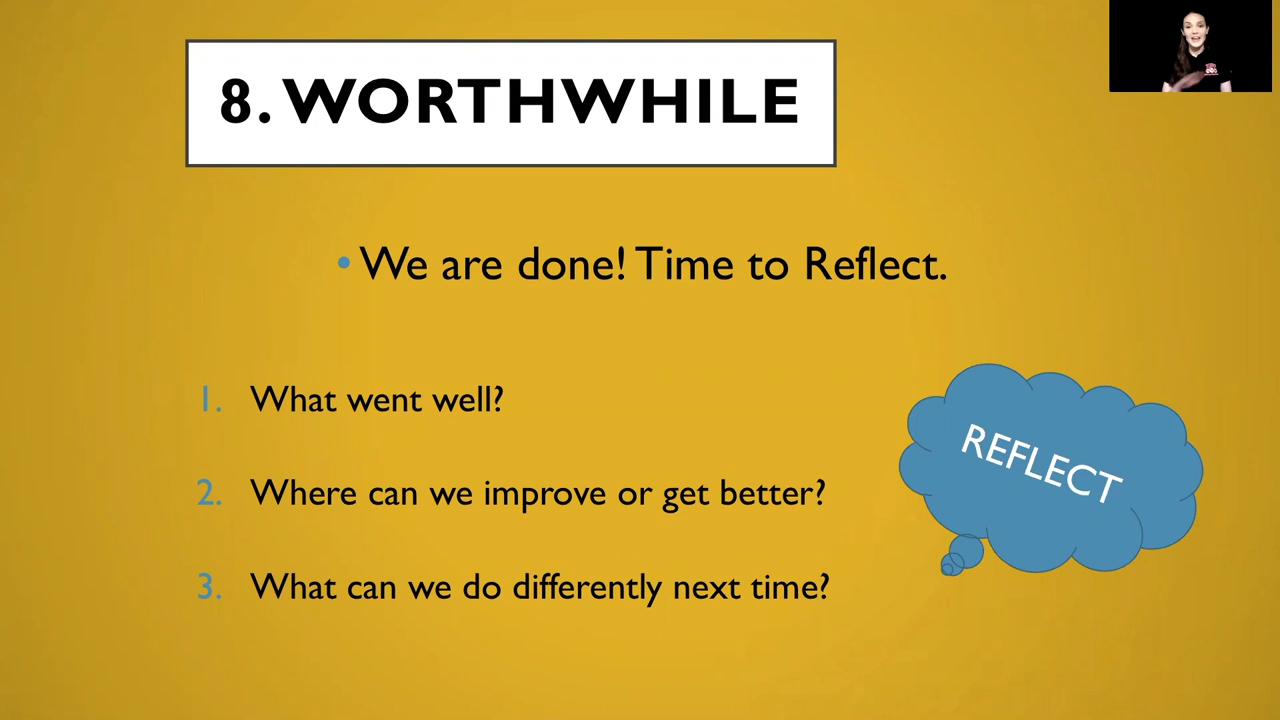 8. WORTHWHILE
• We are done! Time to Reflect.
1. What went well?
2. Where can we improve or get better?
3. What can we do differently next time?
REFLECT